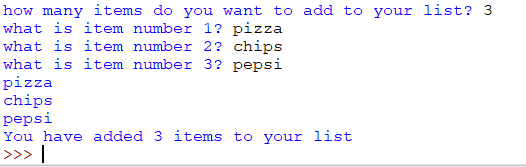 how many items do you want to add to your list? 3
what is item number 1? pizza
what is item number 2? chips
what is item number 3? pepsi
pizza
chips
pepsi
You have added 3 items to your list
>>>